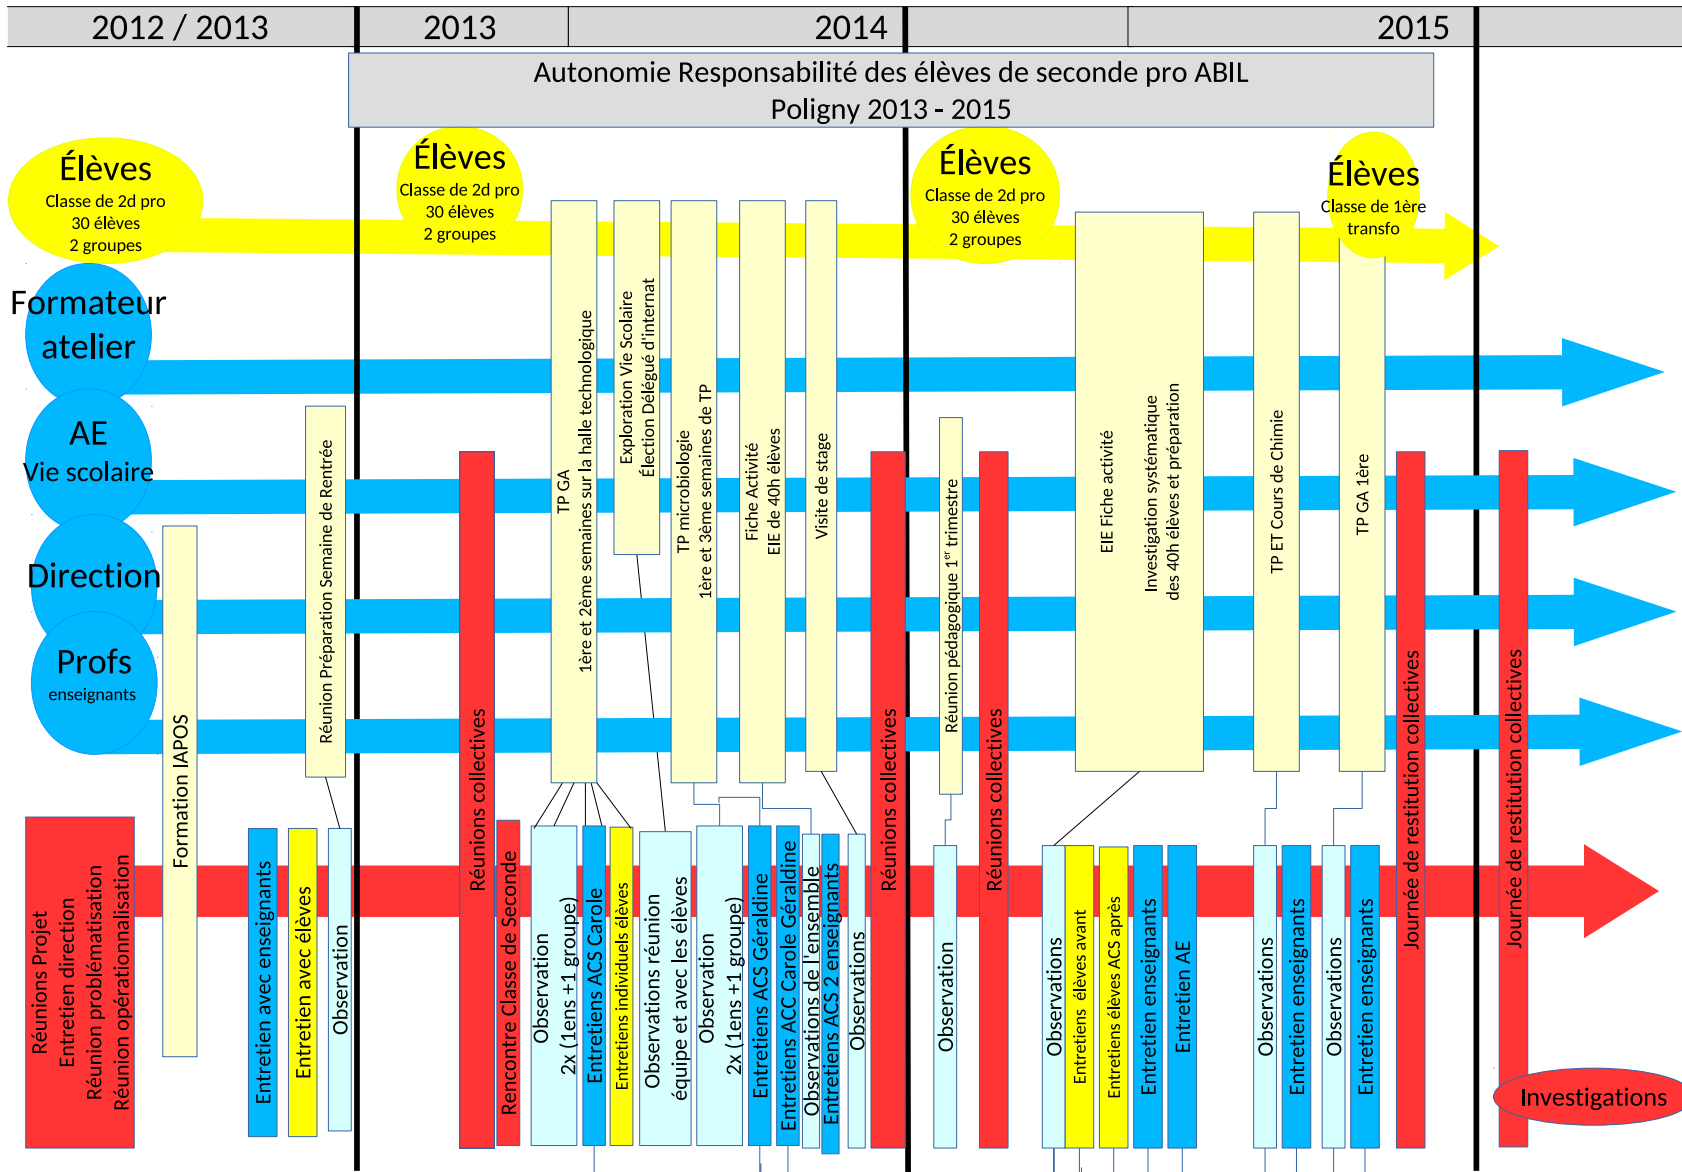 2012 / 2013
2013
2014
2015
Autonomie Responsabilité des élèves de seconde pro ABIL
Poligny 2013 - 2015
Élèves
Classe de 2d pro
30 élèves
2 groupes
Élèves
Classe de 2d pro
30 élèves
2 groupes
Élèves
Classe de 2d pro
30 élèves
2 groupes
Élèves
Classe de 1ère
transfo
Formateur
atelier
AE
Vie scolaire
Direction
Profs
enseignants
Formation IAPOS
Réunion Préparation Semaine de Rentrée
Réunions collectives
TP GA
1ère et 2ème semaines sur la halle technologique
Exploration Vie Scolaire
Élection Délégué d'internat
TP microbiologie
1ère et 3ème semaines de TP
Fiche Activité
EIE de 40h élèves
Visite de stage
Réunions collectives
Réunion pédagogique 1er trimestre
Réunions collectives
EIE Fiche activité
Investigation systématique
des 40h élèves et préparation
TP ET Cours de Chimie
TP GA 1ère
Journée de restitution collectives
Journée de restitution collectives
Réunions Projet
Entretien direction
Réunion problématisation
Réunion opérationnalisation
Entretien avec enseignants
Entretien avec élèves
Observation
Rencontre Classe de Seconde
Observation
2x (1ens +1 groupe)
Entretiens ACS Carole
Entretiens individuels élèves
Observations réunion
équipe et avec les élèves
Observation
2x (1ens +1 groupe)
Entretiens ACS Géraldine
Entretiens ACC Carole Géraldine
Observations de l'ensemble
Entretiens ACS 2 enseignants
Observations
Observation
Observations
Entretiens élèves avant
Entretiens élèves ACS après
Entretien enseignants
Entretien AE
Observations
Entretien enseignants
Observations
Entretien enseignants
Investigations